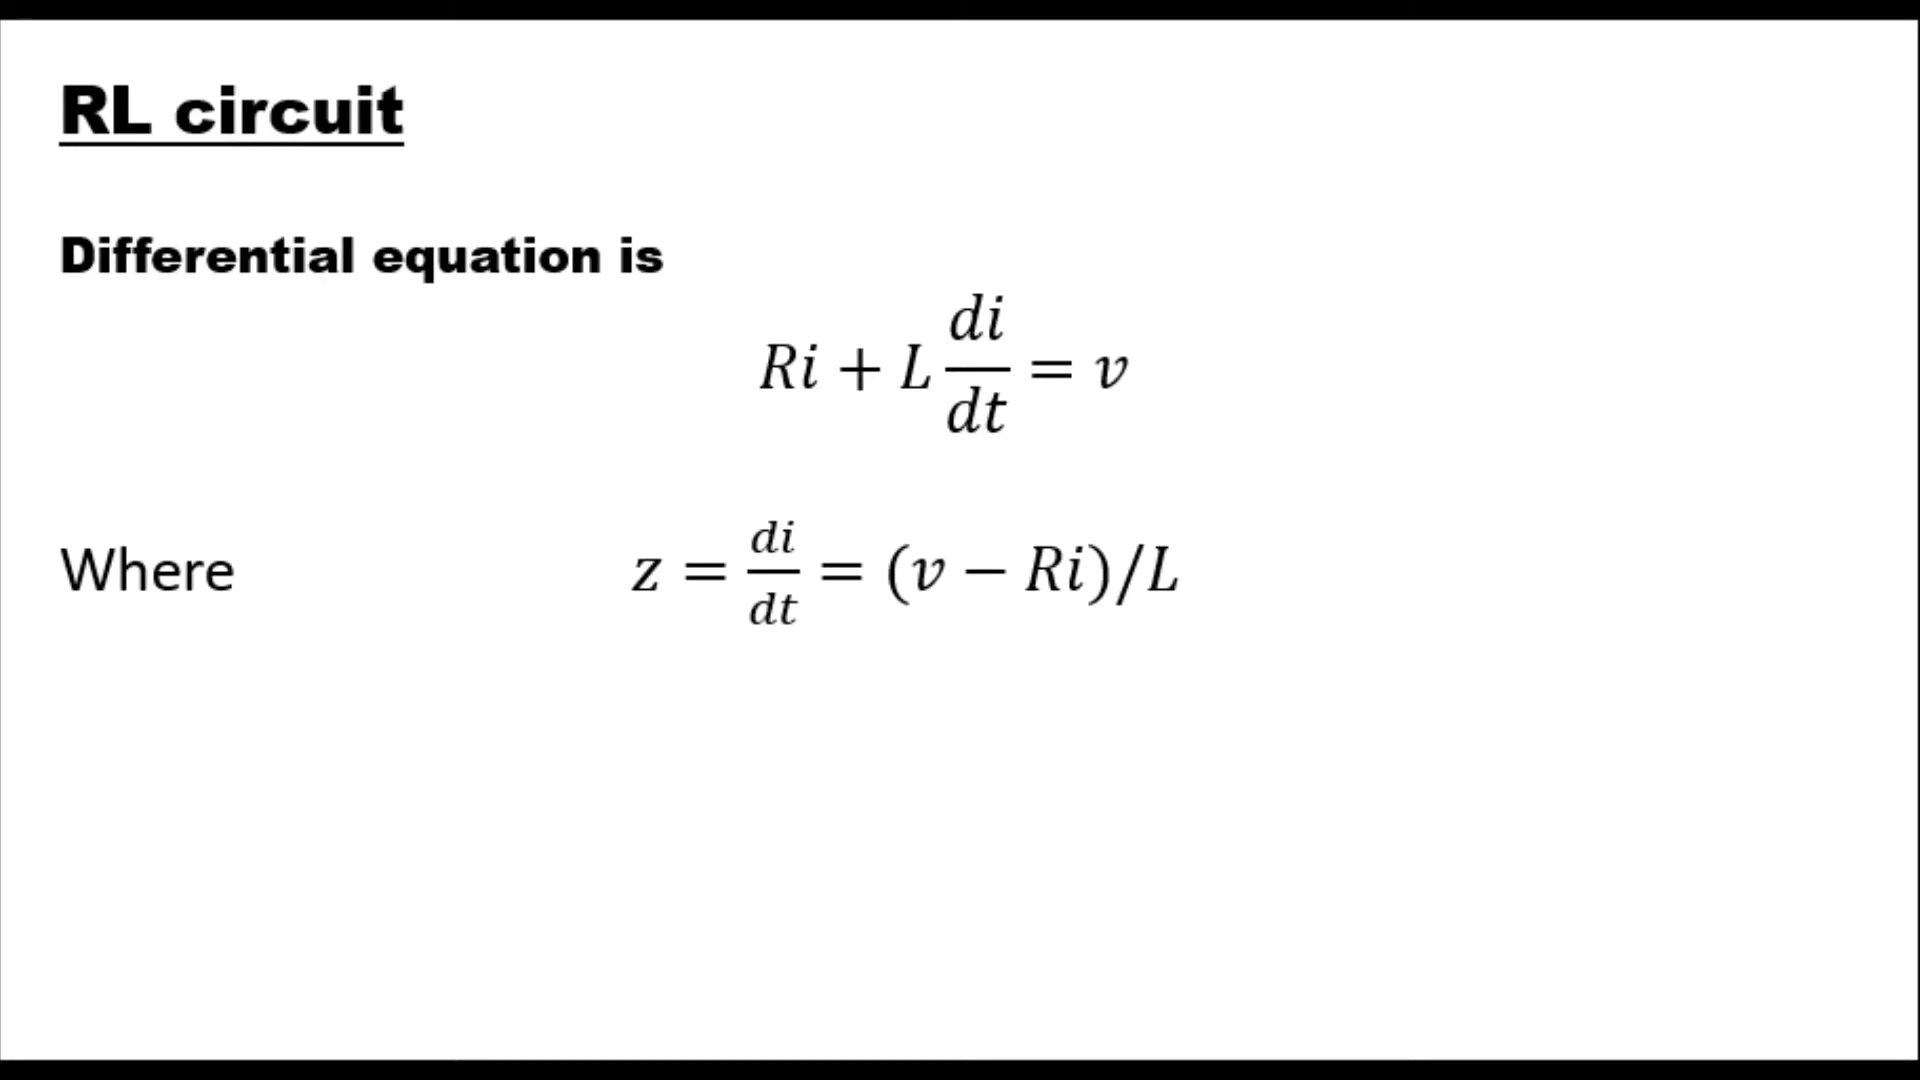 RL circuit
Differential equation is
Ri + L di/dt = v
Where z = di/dt = (v − Ri)/L